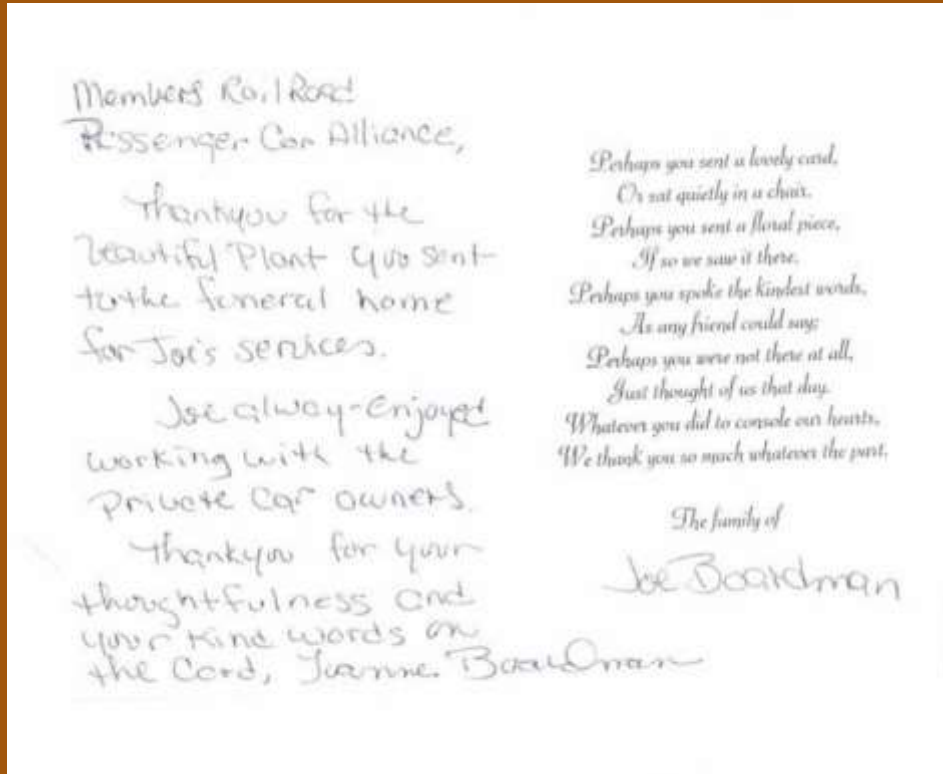 Members RailRoad
Passenger Car Alliance,
Thankyou for the
beautiful Plant you sent
to the funeral home
for Joe's services.
Joe alway-Enjoyed
working with the
Private Car owners.
Thankyou for your
thoughtfulness and
your kind words on
the Card, Joanne Boardman
Perhaps you sent a lovely card,
Or sat quietly in a chair.
Perhaps you sent a floral piece,
If so we saw it there.
Perhaps you spoke the kindest words,
As any friend could say;
Perhaps you were not there at all,
Just thought of us that day.
Whatever you did to console our hearts,
We thank you so much whatever the part.
The family of
Joe Boardman